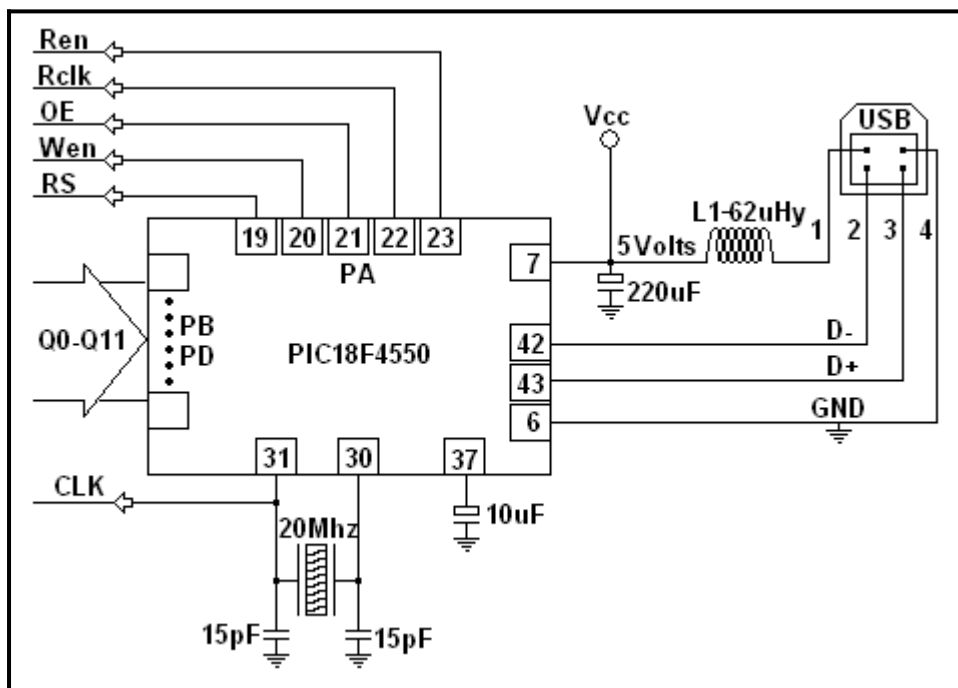 Ren
Rclk
OE
Wen
RS
Vcc
USB
L1-62uHy
1 2 3 4
19 20 21 22 23
PA
7
5Volts
220uF
Q0-Q11
PB
PD
PIC18F4550
42
D-
43
D+
6
GND
31 30 37
CLK
20Mhz
10uF
15pF
15pF